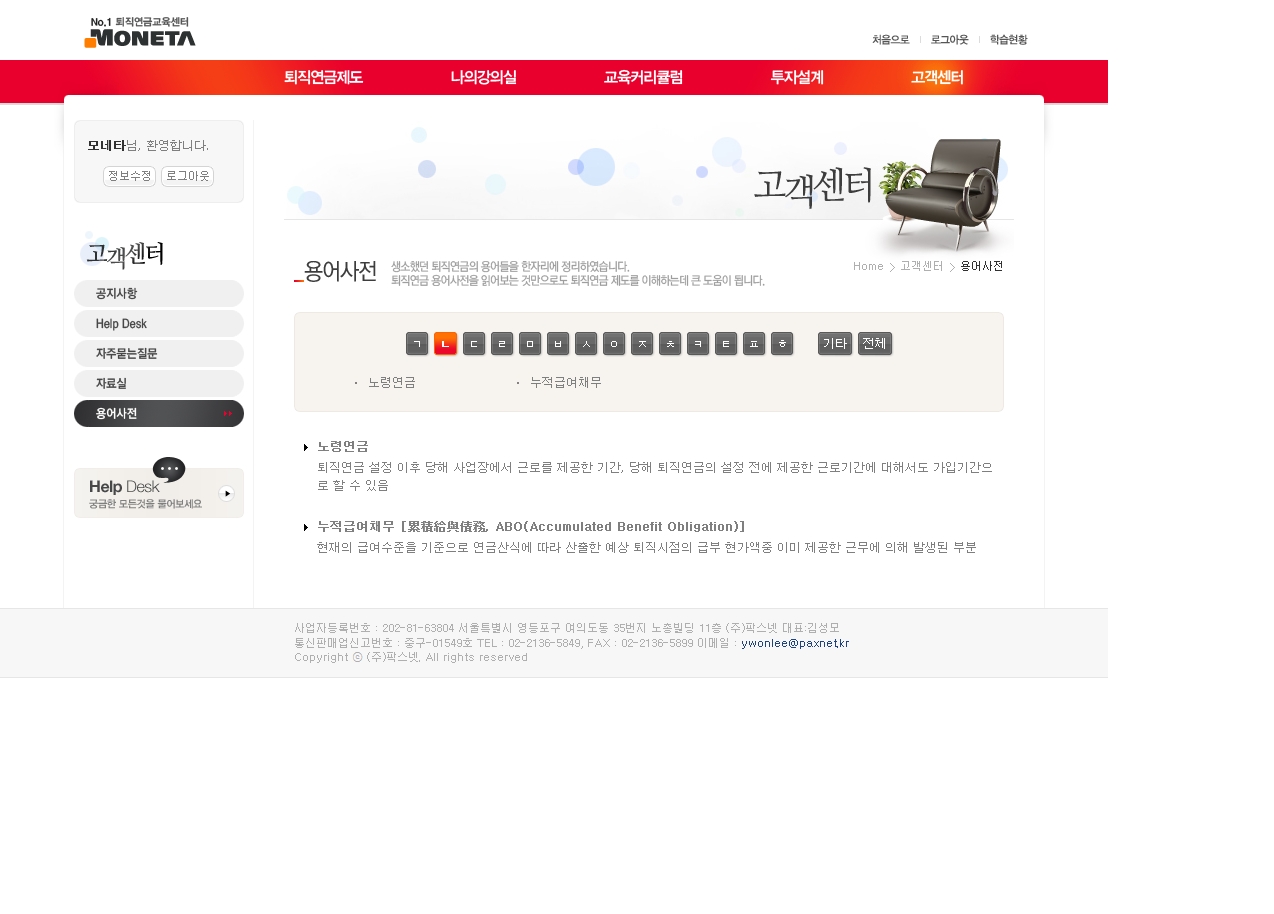 No.1 퇴직연금교육센터
MONETA
처음으로
로그아웃
학습현황
퇴직연금제도
나의강의실
교육커리큘럼
투자설계
고객센터
모네타님, 환영합니다.
정보수정
로그아웃
고객센터
고객센터
공지사항
Help Desk
자주묻는질문
자료실
용어사전
Help Desk
궁금한 모든것을 물어보세요
용어사전
생소했던 퇴직연금의 용어들을 한자리에 정리하였습니다.
퇴직연금 용어사전을 읽어보는 것만으로도 퇴직연금 제도를 이해하는데 큰 도움이 됩니다.
Home > 고객센터 > 용어사전
ㄱ ㄴ ㄷ ㄹ ㅁ ㅂ ㅅ ㅇ ㅈ ㅊ ㅋ ㅌ ㅍ ㅎ 기타 전체
· 노령연금 · 누적급여채무
노령연금
퇴직연금 설정 이후 당해 사업장에서 근로를 제공한 기간, 당해 퇴직연금의 설정 전에 제공한 근로기간에 대해서도 가입기간으
로 할 수 있음
누적급여채무 [累積給與債務, ABO(Accumulated Benefit Obligation)]
현재의 급여수준을 기준으로 연금산식에 따라 산출한 예상 퇴직시점의 급부 현가액중 이미 제공한 근무에 의해 발생된 부분
사업자등록번호 : 202-81-63804 서울특별시 영등포구 여의도동 35번지 노총빌딩 11층 (주)팍스넷 대표:김성모
통신판매업신고번호 : 중구-01549호 TEL : 02-2136-5849, FAX : 02-2136-5899 이메일 : ywonlee@paxnet.kr
Copyright ⓒ (주)팍스넷, All rights reserved